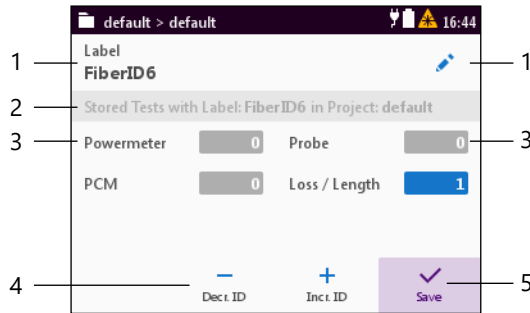 default > default 16:44
Label
1 FiberID6 1
2 Stored Tests with Label: FiberID6 in Project: default
3 Powermeter 0 Probe 0 3
PCM 0 Loss / Length 1
4 Decr. ID Incr. ID Save 5